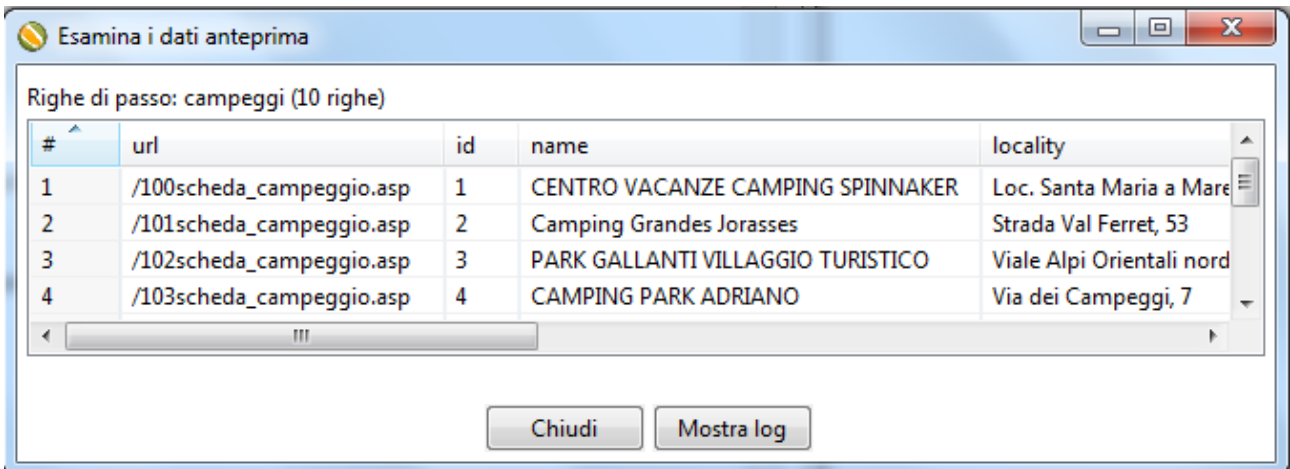 Esamina i dati anteprima
Righe di passo: campeggi (10 righe)
# url id name locality
1 /100scheda_campeggio.asp 1 CENTRO VACANZE CAMPING SPINNAKER Loc. Santa Maria a Mare
2 /101scheda_campeggio.asp 2 Camping Grandes Jorasses Strada Val Ferret, 53
3 /102scheda_campeggio.asp 3 PARK GALLANTI VILLAGGIO TURISTICO Viale Alpi Orientali nord
4 /103scheda_campeggio.asp 4 CAMPING PARK ADRIANO Via dei Campeggi, 7
Chiudi Mostra log